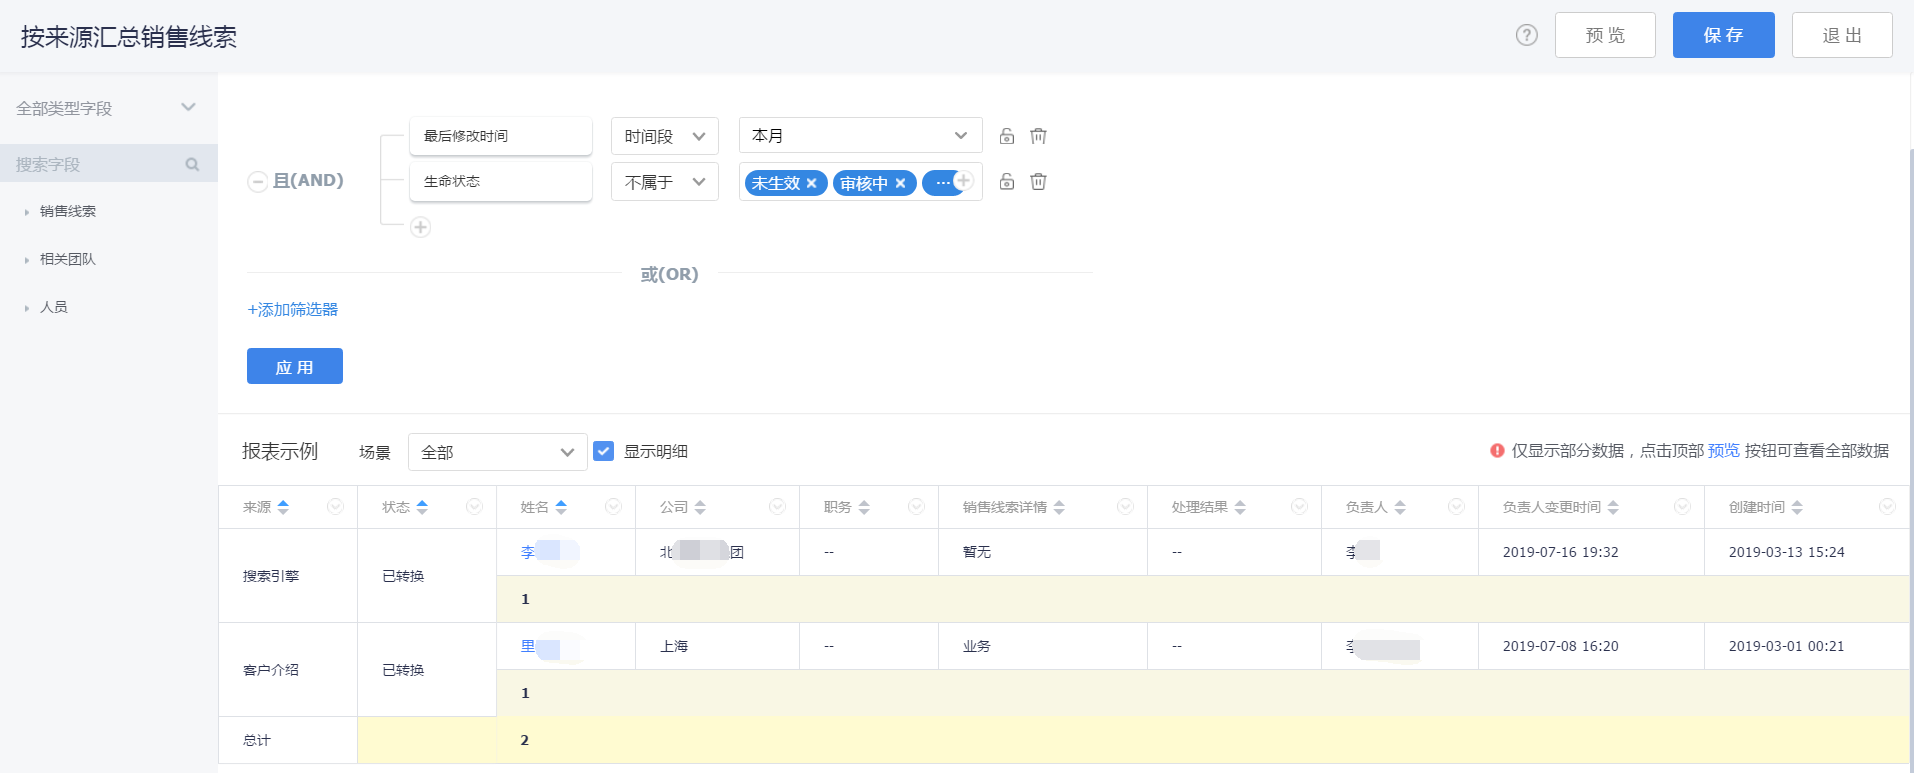 按来源汇总销售线索
? 预 览 保 存 退 出
全部类型字段
搜索字段
销售线索
相关团队
人员
最后修改时间 时间段 本月
且(AND)
生命状态 不属于 未生效 × 审核中 × ···
或(OR)
+添加筛选器
应 用
报表示例 场景 全部 显示明细 仅显示部分数据，点击顶部 预览 按钮可查看全部数据
来源 状态 姓名 公司 职务 销售线索详情 处理结果 负责人 负责人变更时间 创建时间
搜索引擎 已转换 李 北 团 -- 暂无 -- 2019-07-16 19:32 2019-03-13 15:24
1
客户介绍 已转换 里 上海 -- 业务 -- 2019-07-08 16:20 2019-03-01 00:21
1
总计 2